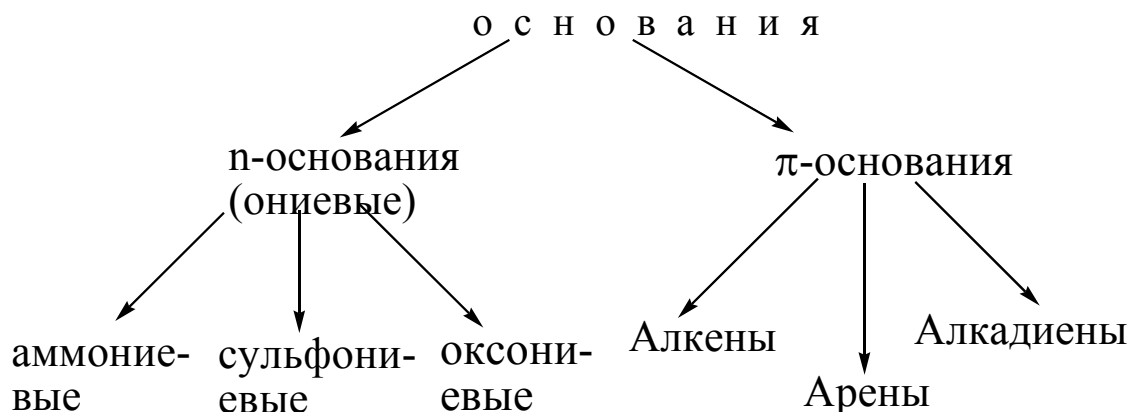 о с н о в а н и я
n-основания
(ониевые)
π-основания
аммоние-
вые
сульфони-
евые
оксони-
евые
Алкены
Арены
Алкадиены